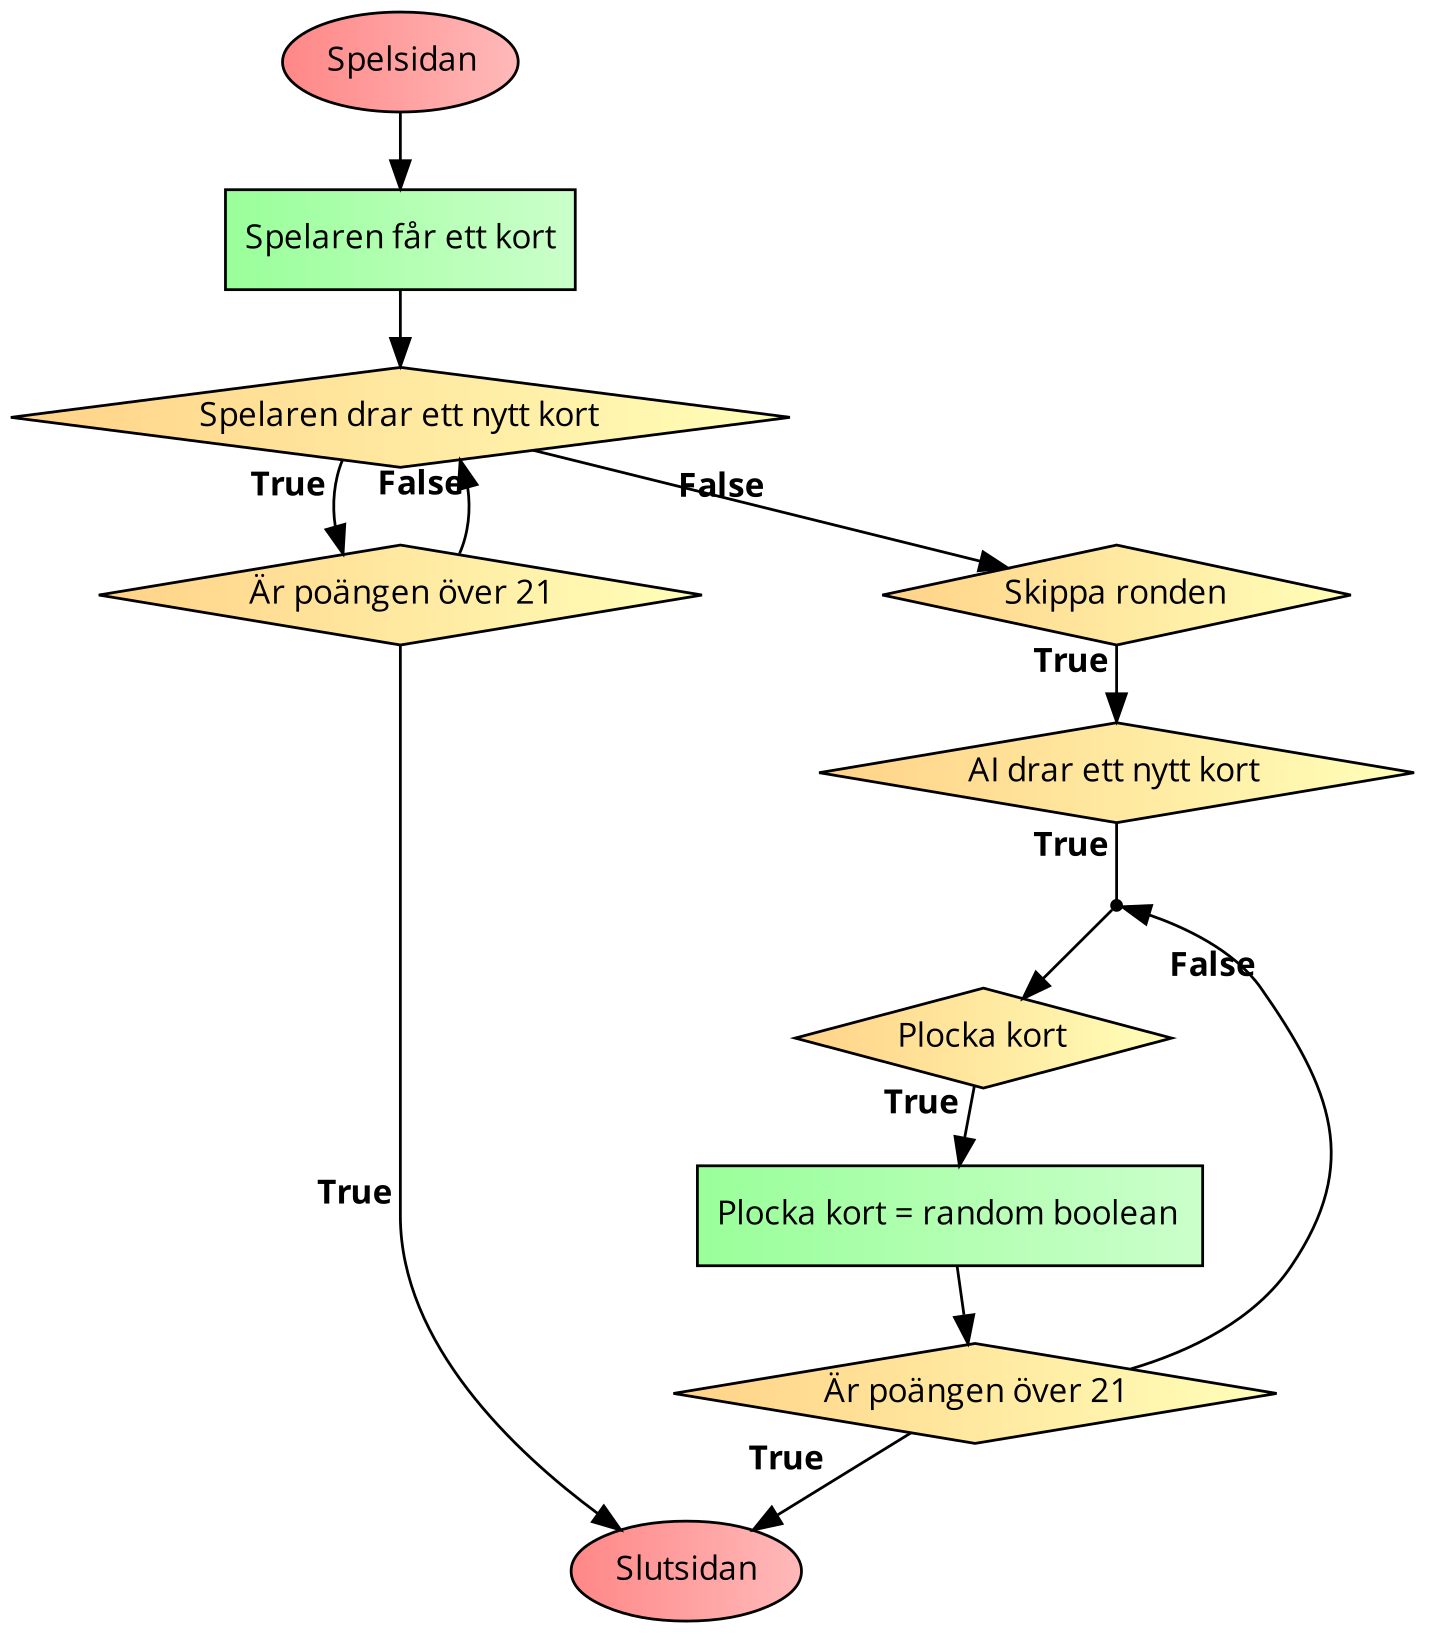 Spelsidan
Spelaren får ett kort
Spelaren drar ett nytt kort
True
False
False
Är poängen över 21
Skippa ronden
True
AI drar ett nytt kort
True
False
Plocka kort
True
True
Plocka kort = random boolean
Är poängen över 21
True
Slutsidan